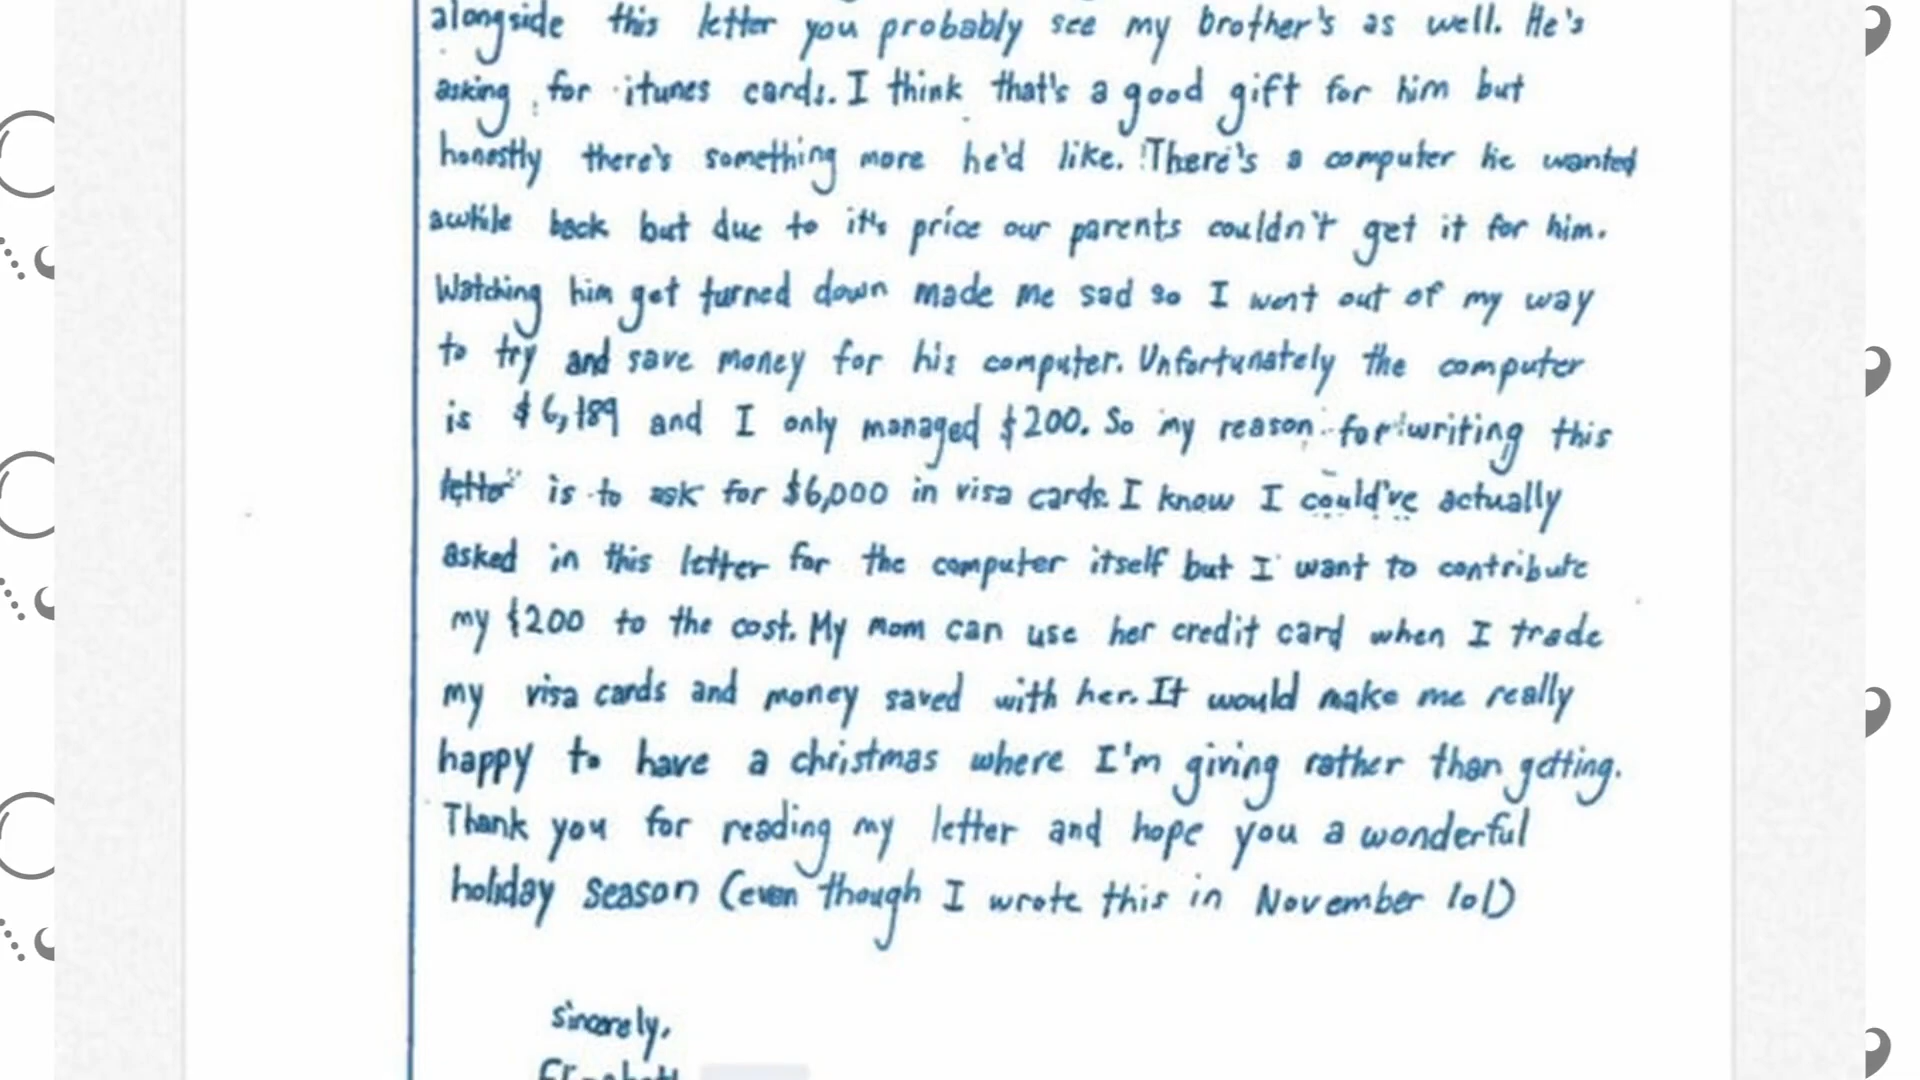 alongside this letter you probably see my brother's as well. He's
asking for itunes cards. I think that's a good gift for him but
honestly there's something more he'd like. There's a computer he wanted
awhile back but due to it's price our parents couldn't get it for him.
Watching him get turned down made me sad so I went out of my way
to try and save money for his computer. Unfortunately the computer
is $6,189 and I only managed $200. So my reason for writing this
letter is to ask for $6,000 in visa cards. I know I could've actually
asked in this letter for the computer itself but I want to contribute
my $200 to the cost. My mom can use her credit card when I trade
my visa cards and money saved with her. It would make me really
happy to have a christmas where I'm giving rather than getting.
Thank you for reading my letter and hope you a wonderful
holiday season (even though I wrote this in November lol)
sincerely,